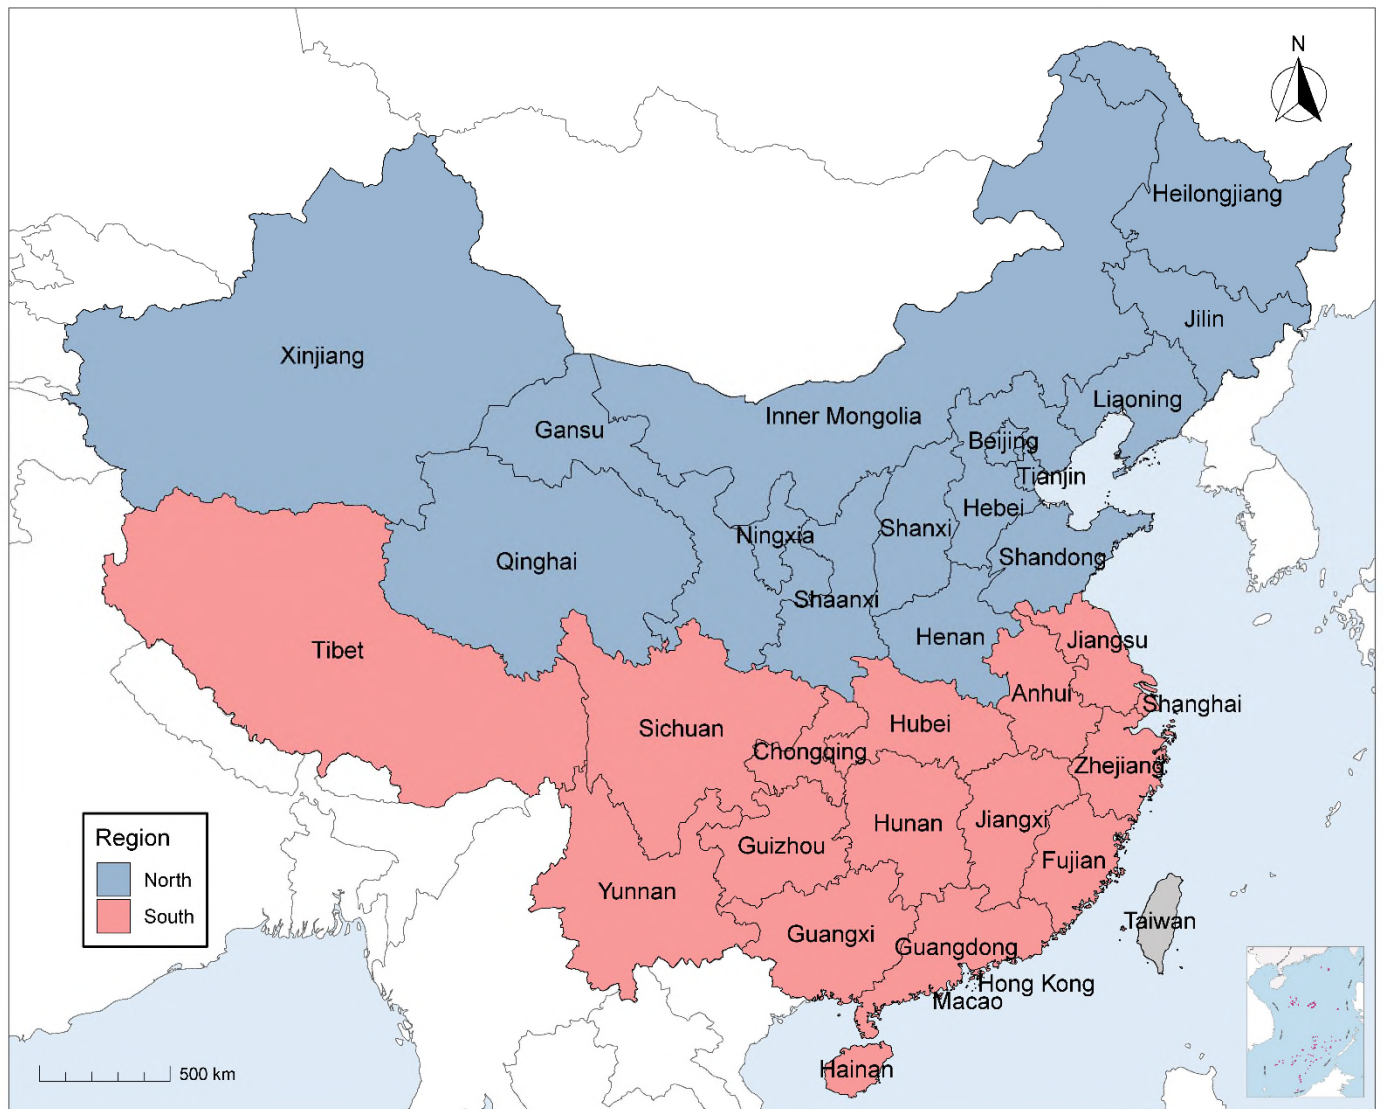 N
Heilongjiang
Jilin
Xinjiang
Liaoning
Inner Mongolia
Gansu
Beijing
Tianjin
Hebei
Shanxi
Ningxia
Shandong
Qinghai
Shaanxi
Henan
Jiangsu
Tibet
Anhui
Shanghai
Hubei
Sichuan
Chongqing
Zhejiang
Jiangxi
Hunan
Guizhou
Fujian
Region
North
South
Yunnan
Taiwan
Guangxi
Guangdong
Hong Kong
Macao
Hainan
500 km